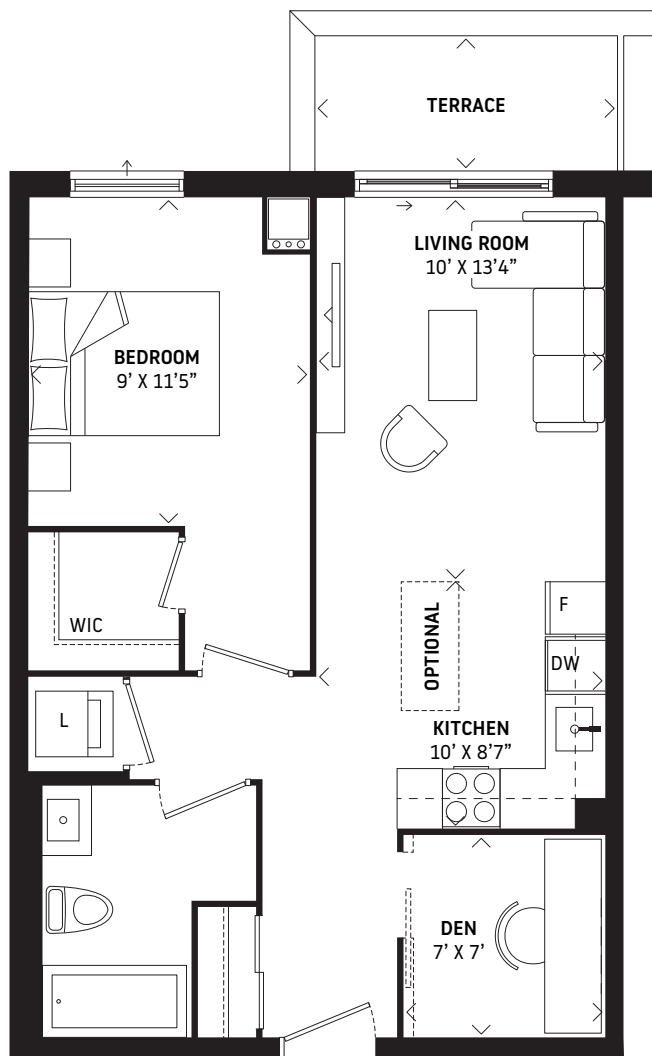 TERRACE
LIVING ROOM
10’ X 13’4”
BEDROOM
9’ X 11’5”
WIC
OPTIONAL
F
DW
L
KITCHEN
10’ X 8’7”
DEN
7’ X 7’